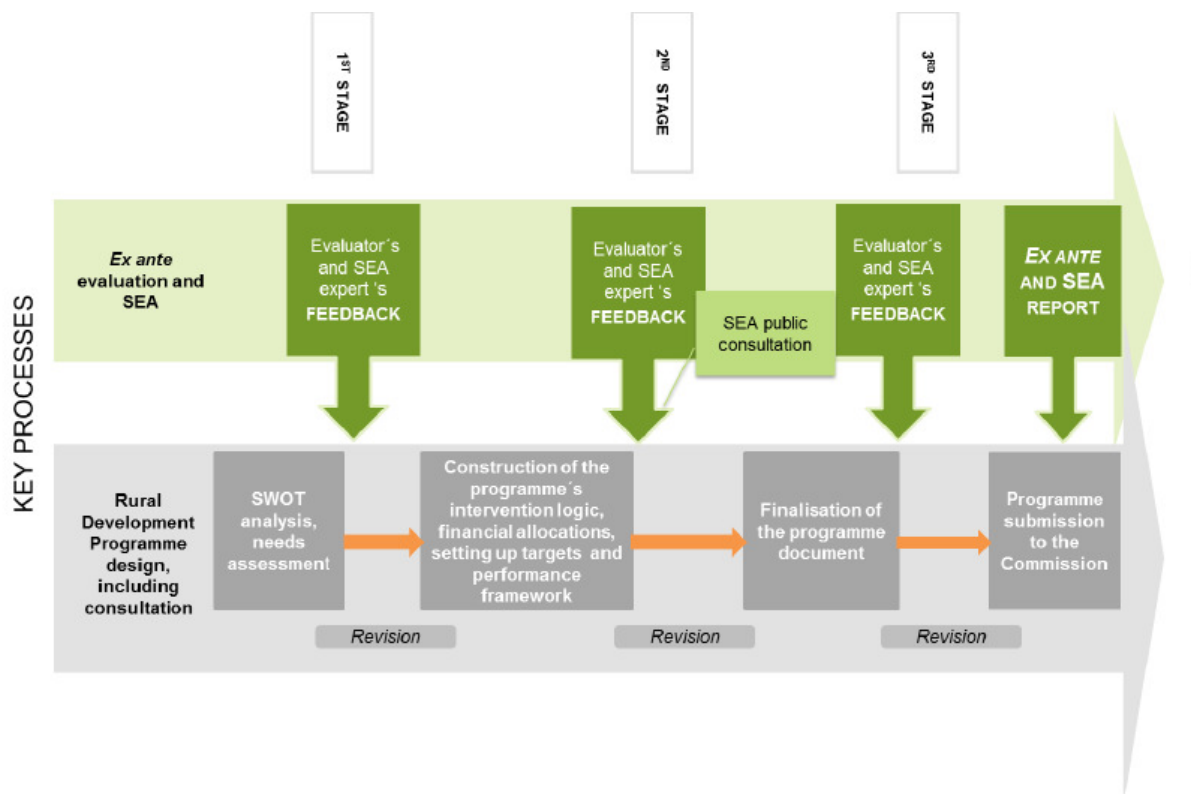 1ST STAGE
2ND STAGE
3RD STAGE
KEY PROCESSES
Ex ante
evaluation and
SEA
Evaluator´s
and SEA
expert ‘s
FEEDBACK
Evaluator´s
and SEA
expert ‘s
FEEDBACK
SEA public
consultation
Evaluator´s
and SEA
expert ‘s
FEEDBACK
EX ANTE
AND SEA
REPORT
Rural
Development
Programme
design,
including
consultation
SWOT
analysis,
needs
assessment
Construction of the
programme´s
intervention logic,
financial allocations,
setting up targets and
performance
framework
Finalisation of
the programme
document
Programme
submission
to the
Commission
Revision
Revision
Revision